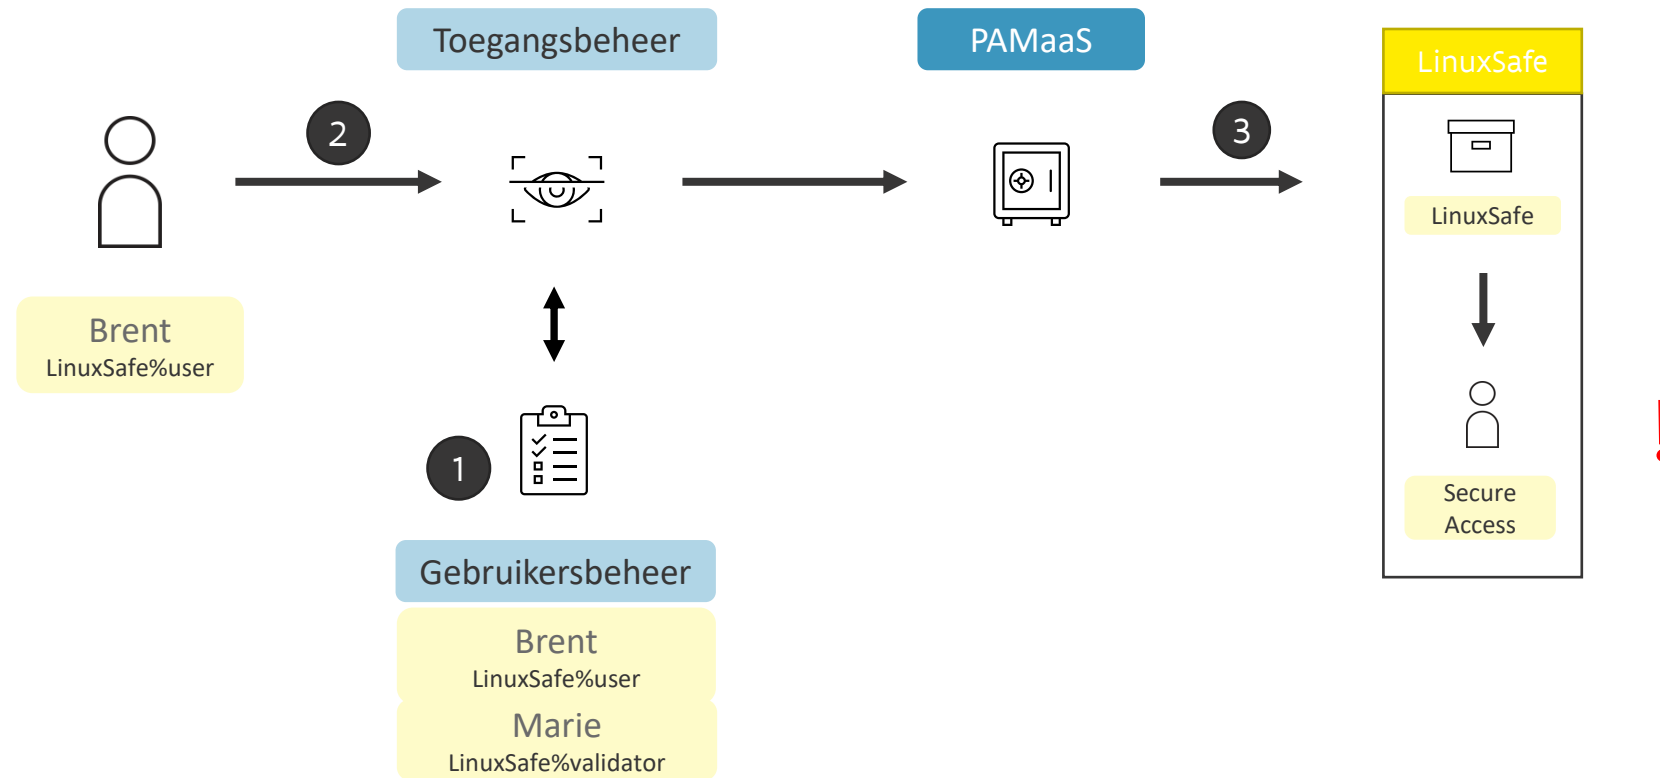 Toegangsbeheer
PAMaaS
LinuxSafe
2
3
LinuxSafe
Brent
LinuxSafe%user
1
Secure
Access
Gebruikersbeheer
Brent
LinuxSafe%user
Marie
LinuxSafe%validator
!